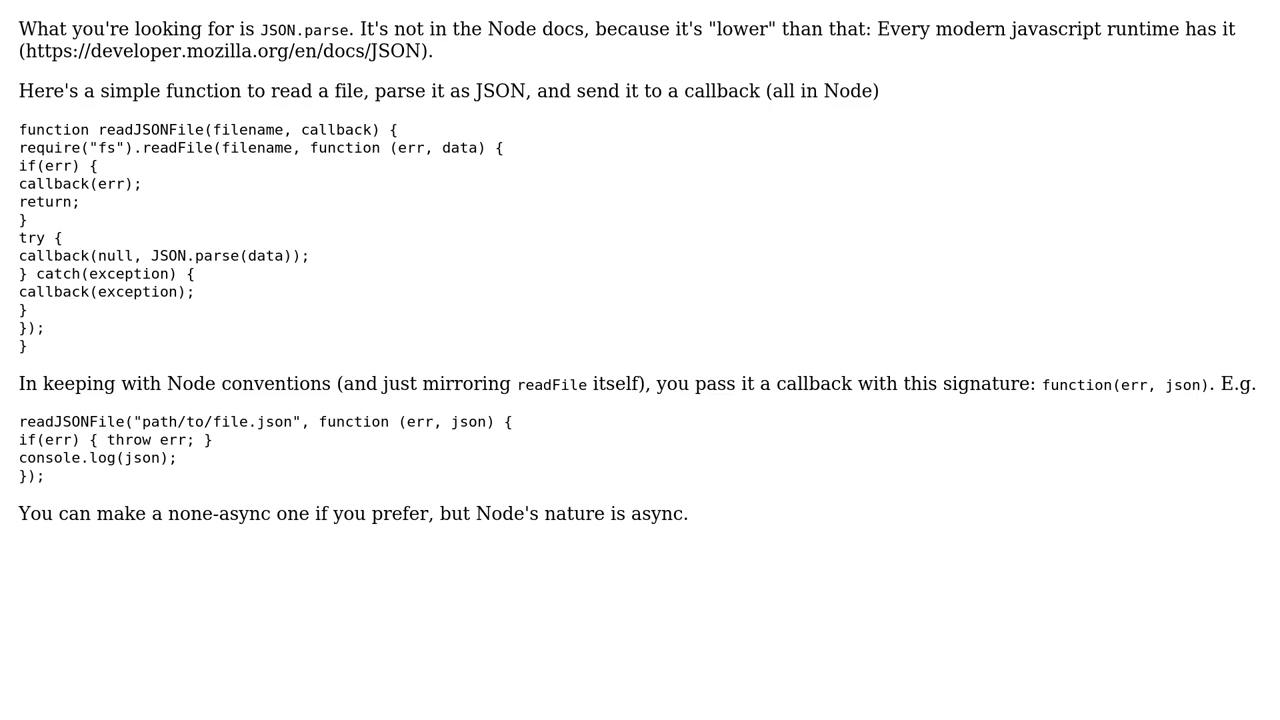 What you're looking for is JSON.parse. It's not in the Node docs, because it's "lower" than that: Every modern javascript runtime has it
(https://developer.mozilla.org/en/docs/JSON).
Here's a simple function to read a file, parse it as JSON, and send it to a callback (all in Node)
function readJSONFile(filename, callback) {
require("fs").readFile(filename, function (err, data) {
if(err) {
callback(err);
return;
}
try {
callback(null, JSON.parse(data));
} catch(exception) {
callback(exception);
}
});
}
In keeping with Node conventions (and just mirroring readFile itself), you pass it a callback with this signature: function(err, json). E.g.
readJSONFile("path/to/file.json", function (err, json) {
if(err) { throw err; }
console.log(json);
});
You can make a none-async one if you prefer, but Node's nature is async.